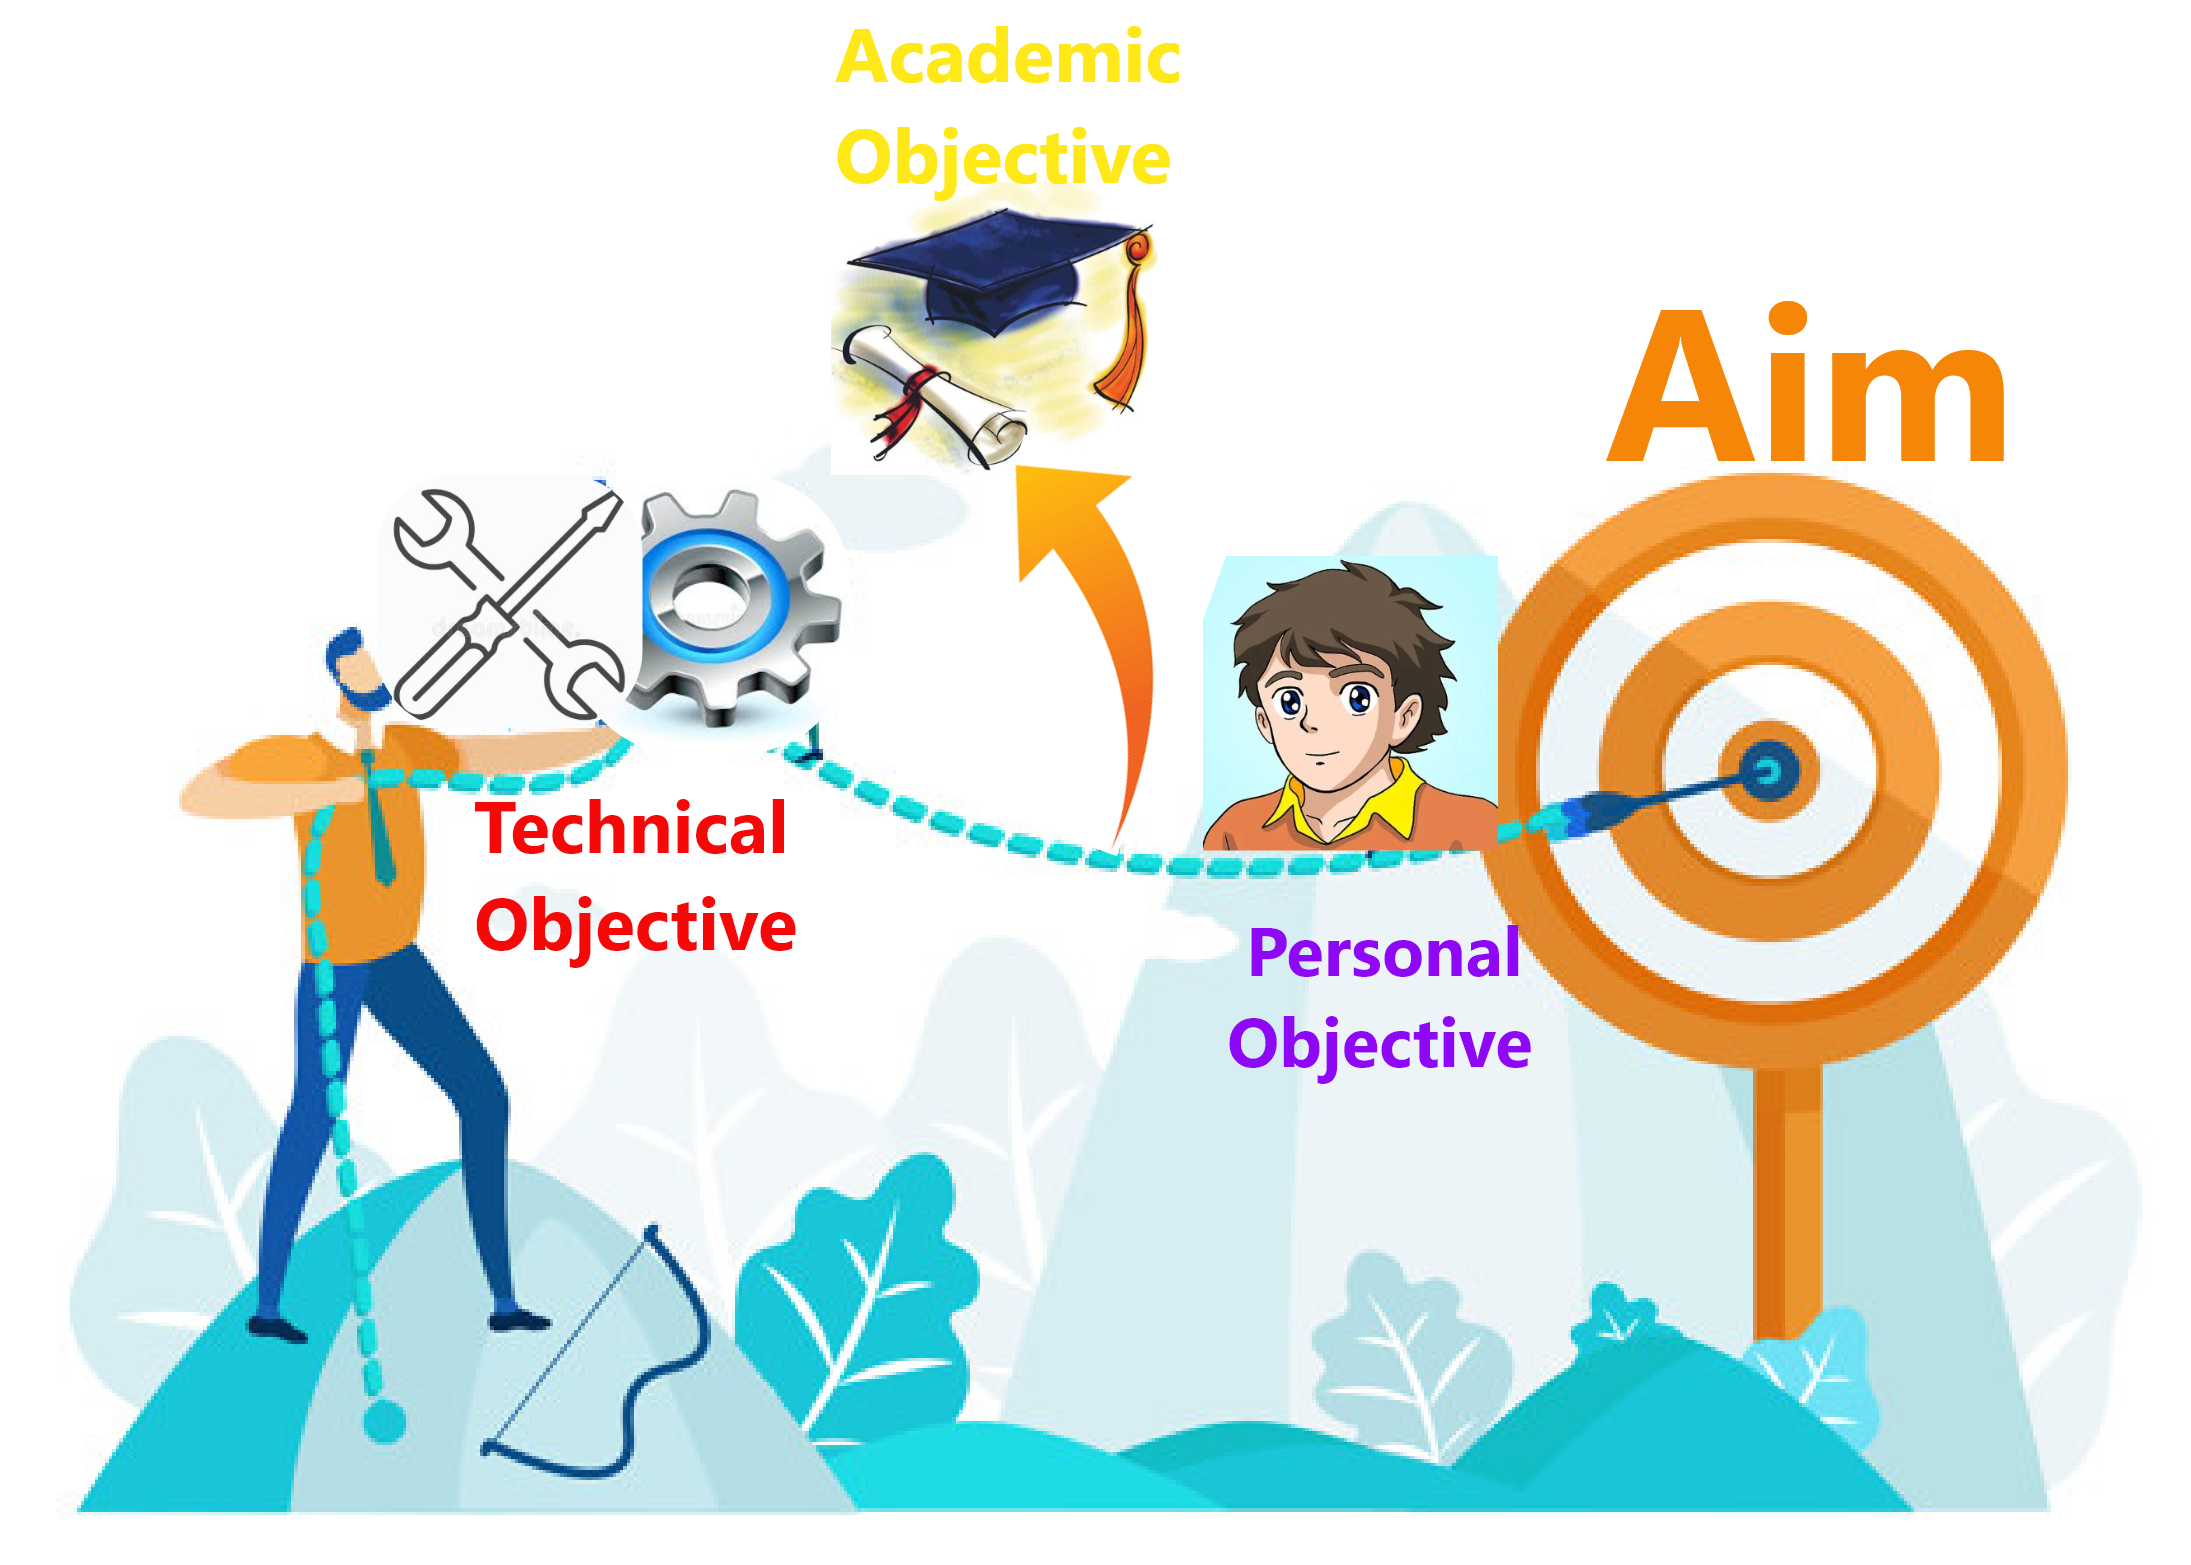 Academic
Objective
Aim
Technical
Objective
Personal
Objective